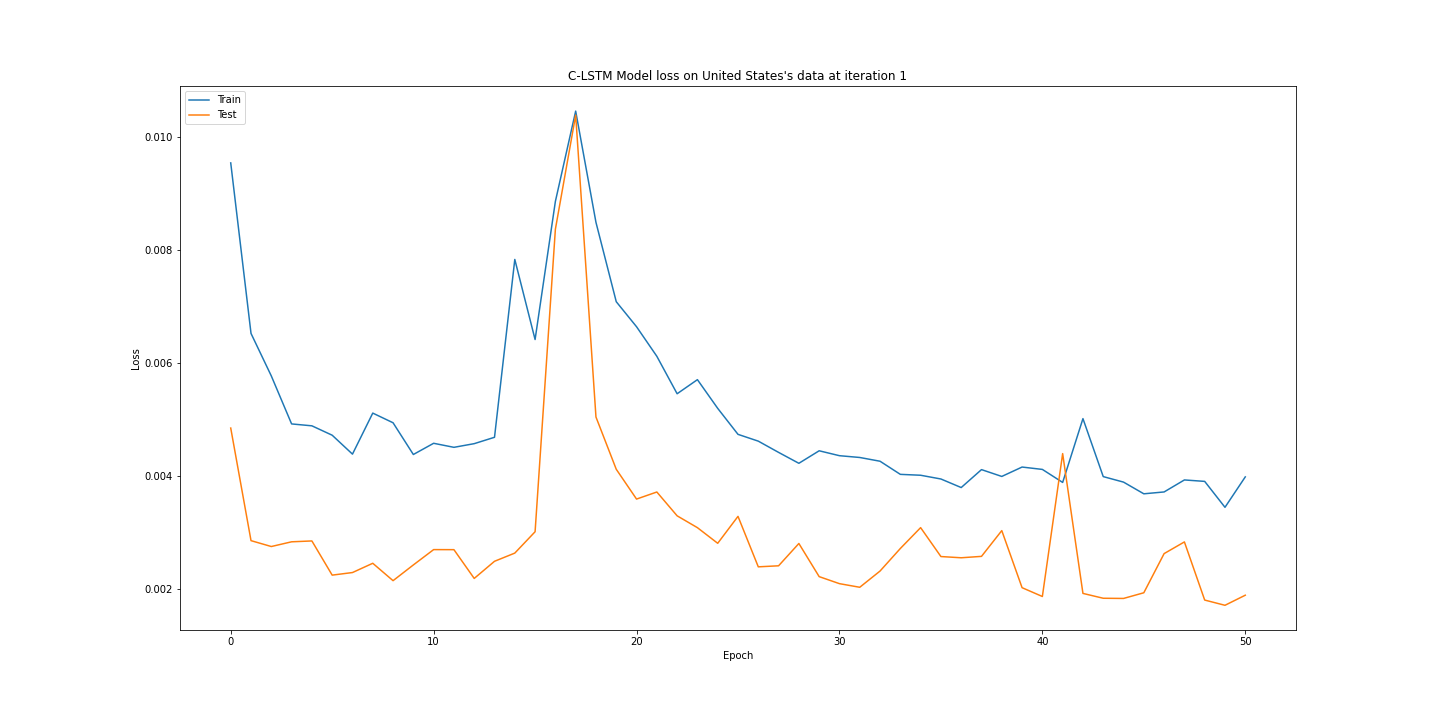 C-LSTM Model loss on United States's data at iteration 1
Train
Test
0.010
0.008
0.006
0.004
0.002
Loss
0 10 20 30 40 50
Epoch